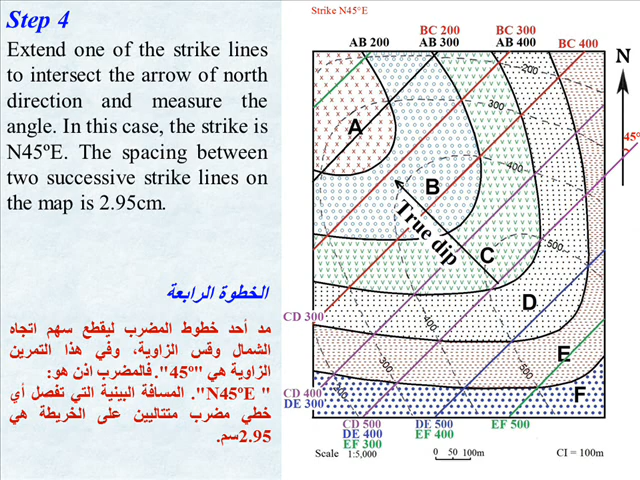 Step 4
Extend one of the strike lines
to intersect the arrow of north
direction and measure the
angle. In this case, the strike is
N45ºE. The spacing between
two successive strike lines on
the map is 2.95cm.
الخطوة الرابعة
مد أحد خطوط المضرب ليقطع سهم اتجاه
الشمال وقس الزاوية، وفي هذا التمرين
الزاوية هي "45º". فالمضرب اذن هو:
"N45ºE". المسافة البينية التي تفصل أي
خطي مضرب متتاليين على الخريطة هي
2.95سم.
Strike N45°E
BC 200 BC 300
AB 200 AB 300 AB 400 BC 400
N
200
300
A
45°
400
B
True dip
C
500
D
CD 300
400
E
300
500
CD 400
DE 300
F
CD 500 DE 500 EF 500
DE 400 EF 400
EF 300
Scale 1:5,000 0 50 100m CI = 100m